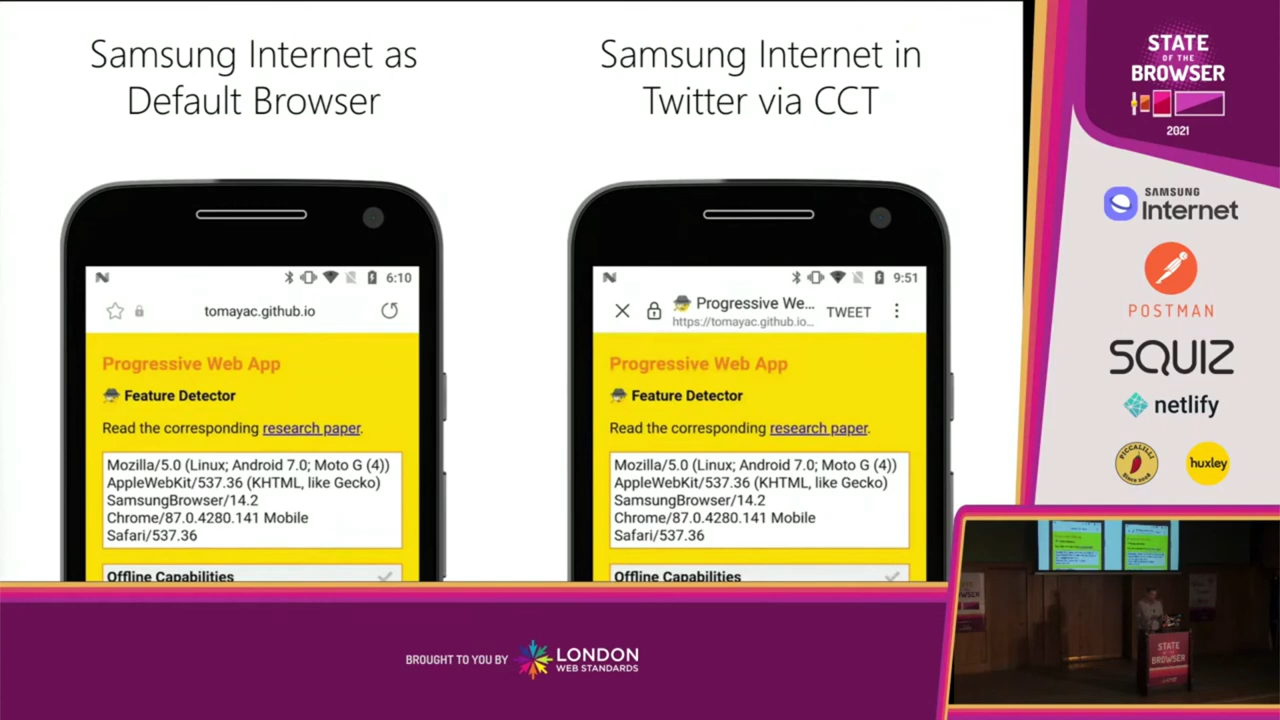 Samsung Internet as
Default Browser
Samsung Internet in
Twitter via CCT
6:10
tomayac.github.io
Progressive Web App
Feature Detector
Read the corresponding research paper.
Mozilla/5.0 (Linux; Android 7.0; Moto G (4))
AppleWebKit/537.36 (KHTML, like Gecko)
SamsungBrowser/14.2
Chrome/87.0.4280.141 Mobile
Safari/537.36
Offline Capabilities
9:51
Progressive We...
https://tomayac.github.io...
TWEET
Progressive Web App
Feature Detector
Read the corresponding research paper.
Mozilla/5.0 (Linux; Android 7.0; Moto G (4))
AppleWebKit/537.36 (KHTML, like Gecko)
SamsungBrowser/14.2
Chrome/87.0.4280.141 Mobile
Safari/537.36
Offline Capabilities
STATE
OF THE
BROWSER
2021
SAMSUNG
Internet
POSTMAN
SQUIZ
netlify
PICCALILLI
huxley
STATE
OF THE
BROWSER
BROUGHT TO YOU BY
LONDON
WEB STANDARDS